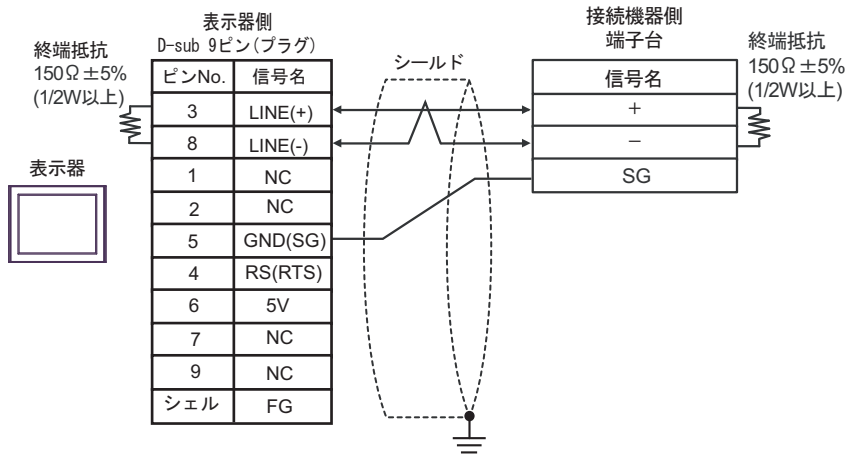 表示器側
D-sub 9ピン(プラグ)
接続機器側
端子台
終端抵抗
150Ω±5%
(1/2W以上)
シールド
終端抵抗
150Ω±5%
(1/2W以上)
表示器
ピンNo. 信号名
3 LINE(+)
8 LINE(-)
1 NC
2 NC
5 GND(SG)
4 RS(RTS)
6 5V
7 NC
9 NC
シェル FG
信号名
+
-
SG